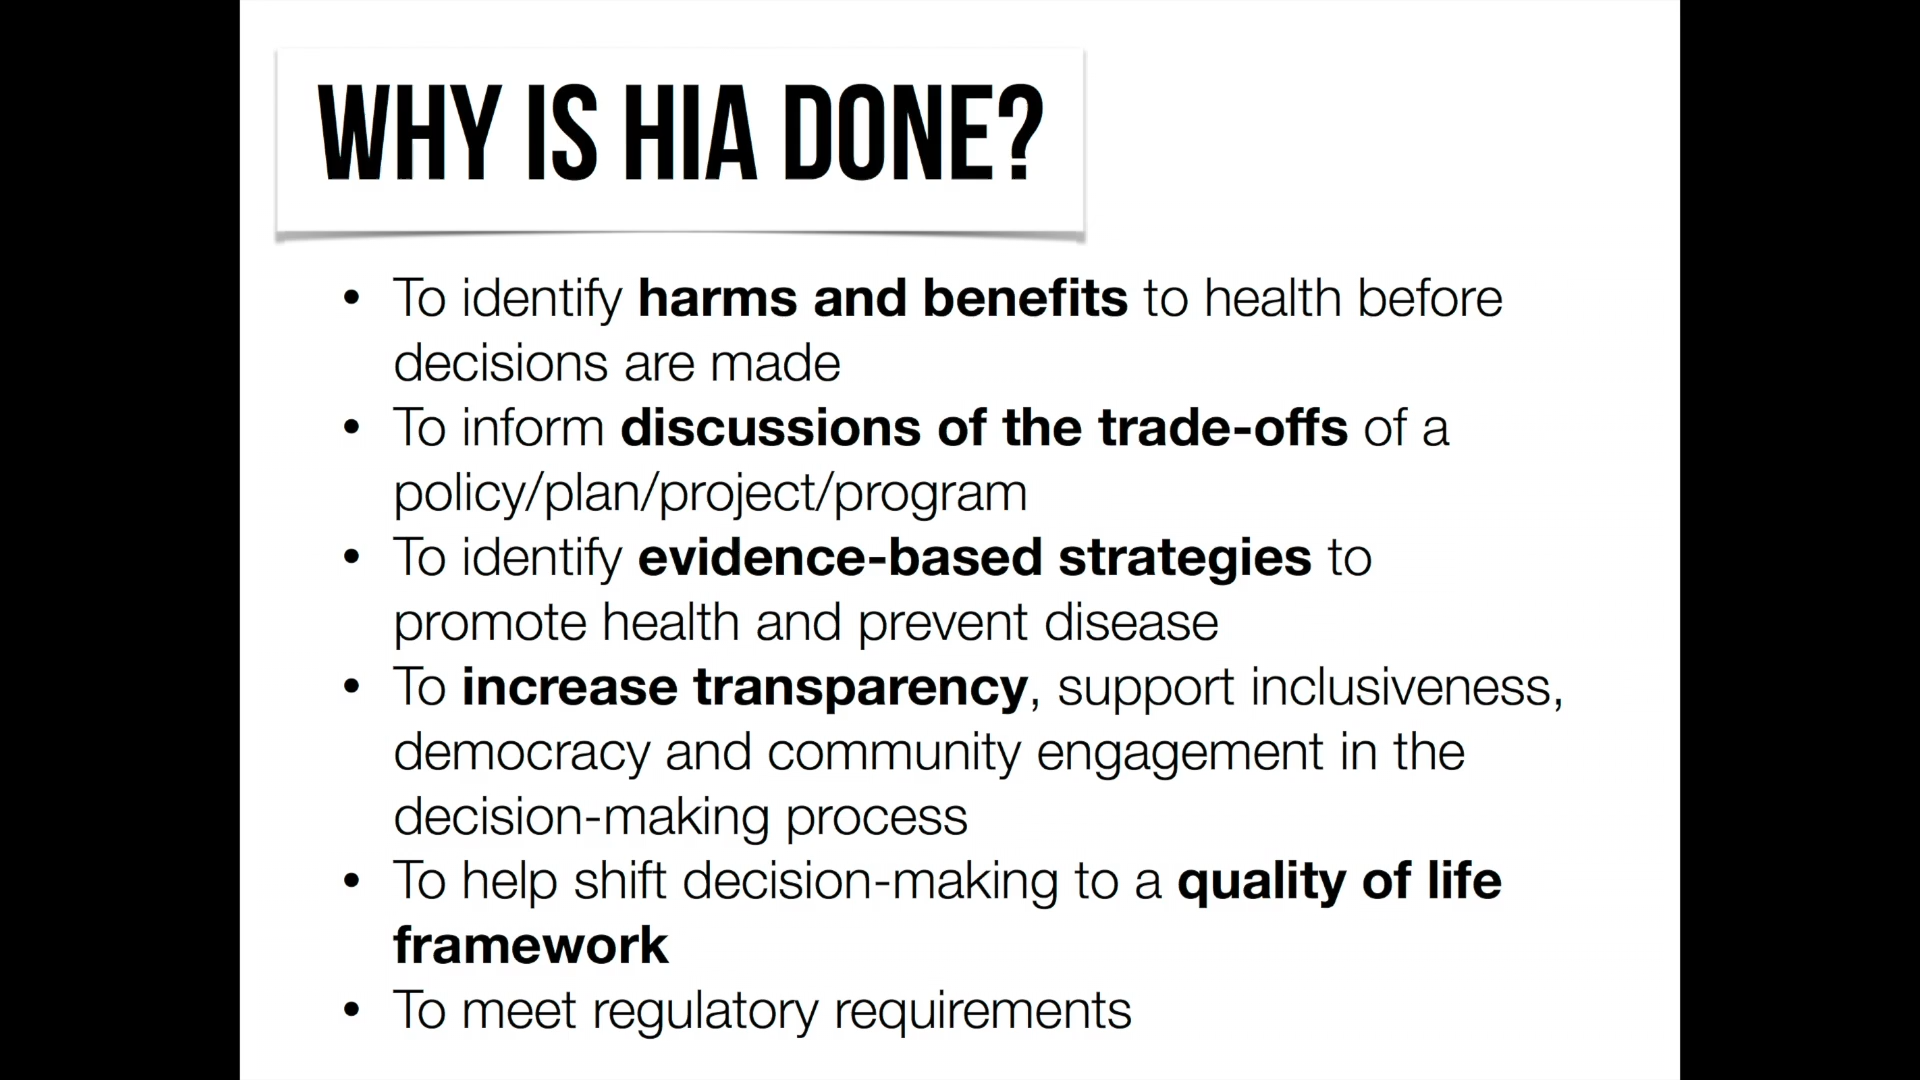 WHY IS HIA DONE?
• To identify harms and benefits to health before
decisions are made
• To inform discussions of the trade-offs of a
policy/plan/project/program
• To identify evidence-based strategies to
promote health and prevent disease
• To increase transparency, support inclusiveness,
democracy and community engagement in the
decision-making process
• To help shift decision-making to a quality of life
framework
• To meet regulatory requirements